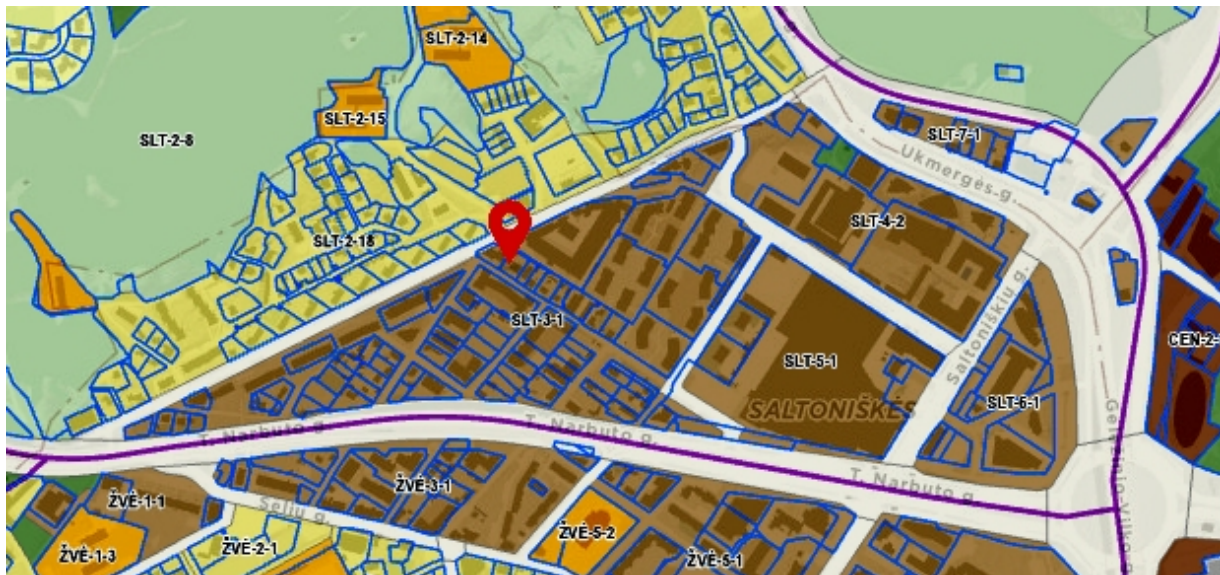 SLT-2-14
SLT-2-15
SLT-2-8
SLT-7-1
Ukmergės g.
SLT-4-2
SLT-2-18
Saltoniškių g.
SLT-3-1
CEN-2-
SLT-5-1
SLT-6-1
SALTONIŠKĖS
T. Narbuto g.
T. Narbuto g.
T. Narbuto g.
ŽVĖ-3-1
ŽVĖ-1-1
Sėlių g.
ŽVĖ-5-2
ŽVĖ-2-1
ŽVĖ-1-3
ŽVĖ-5-1